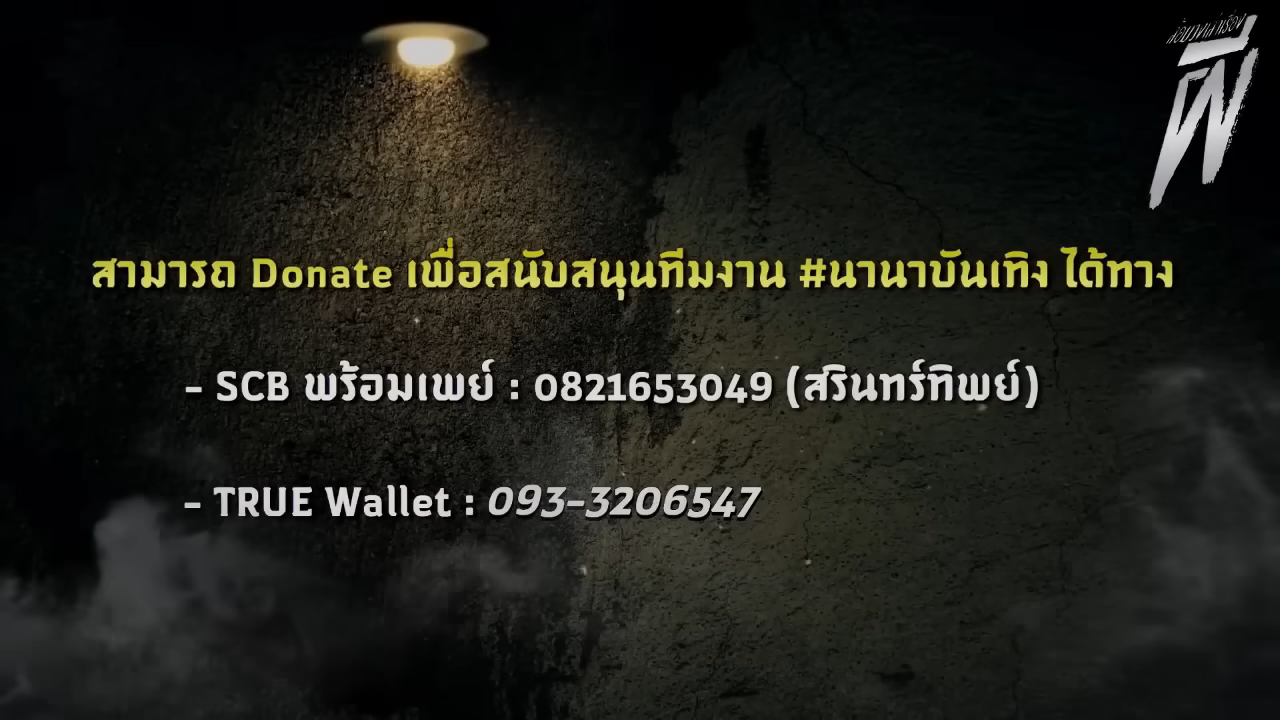 ผี
สามารถ Donate เพื่อสนับสนุนทีมงาน #นานาบันเทิง ได้ทาง
- SCB พร้อมเพย์ : 0821653049 (สรินทร์ทิพย์)
- TRUE Wallet : 093-3206547